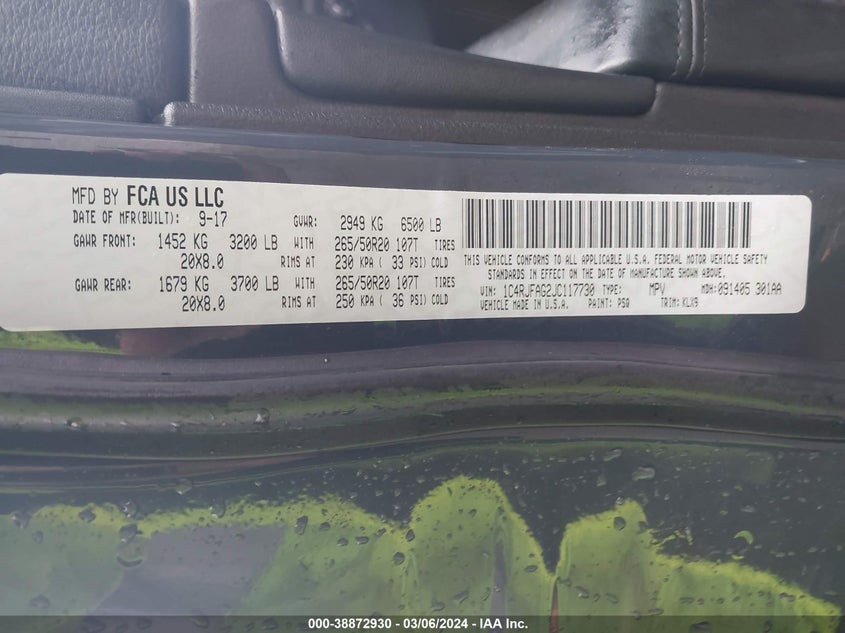 MFD BY FCA US LLC
DATE OF MFR(BUILT): 9-17 GVWR: 2949 KG 6500 LB
GAWR FRONT: 1452 KG 3200 LB WITH 265/50R20 107T TIRES
20X8.0 RIMS AT 230 KPA ( 33 PSI) COLD
GAWR REAR: 1679 KG 3700 LB WITH 265/50R20 107T TIRES
20X8.0 RIMS AT 250 KPA ( 36 PSI) COLD
THIS VEHICLE CONFORMS TO ALL APPLICABLE U.S.A. FEDERAL MOTOR VEHICLE SAFETY
STANDARDS IN EFFECT ON THE DATE OF MANUFACTURE SHOWN ABOVE.
VIN: 1C4RJFAG2JC117730 TYPE: MPV MDH: 091405 301AA
VEHICLE MADE IN U.S.A. PAINT: PSQ TRIM: KLX9
000-38872930 - 03/06/2024 - IAA Inc.